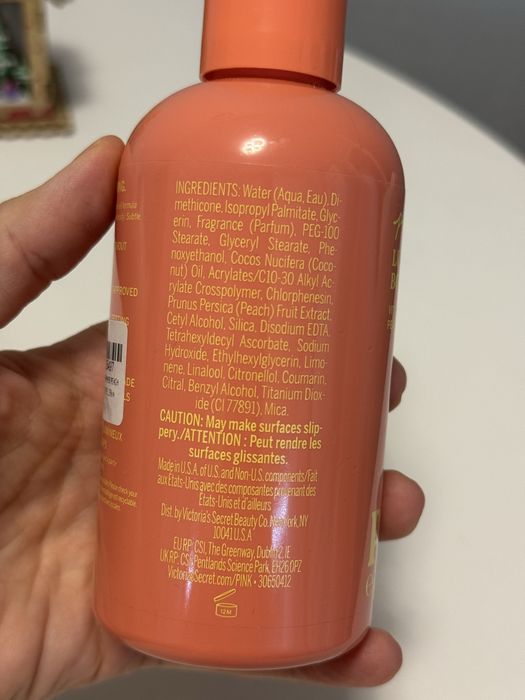 INGREDIENTS: Water (Aqua, Eau), Di-
methicone, Isopropyl Palmitate, Glyc-
erin, Fragrance (Parfum), PEG-100
Stearate, Glyceryl Stearate, Phe-
noxyethanol, Cocos Nucifera (Coco-
nut) Oil, Acrylates/C10-30 Alkyl Ac-
rylate Crosspolymer, Chlorphenesin,
Prunus Persica (Peach) Fruit Extract,
Cetyl Alcohol, Silica, Disodium EDTA,
Tetrahexyldecyl Ascorbate, Sodium
Hydroxide, Ethylhexylglycerin, Limo-
nene, Linalool, Citronellol, Coumarin,
Citral, Benzyl Alcohol, Titanium Diox-
ide (CI 77891), Mica.
CAUTION: May make surfaces slip-
pery./ATTENTION : Peut rendre les
surfaces glissantes.
Made in U.S.A. of U.S. and Non-U.S. components/Fait
aux États-Unis avec des composantes provenant des
États-Unis et d'ailleurs
Dist. by Victoria's Secret Beauty Co. New York, NY
10041 U.S.A
EU RP: CSI, The Greenway, Dublin 2, IE
UK RP: CSI, Pentlands Science Park, EH26 0PZ
VictoriaSecret.com/PINK • 3D650412
12M